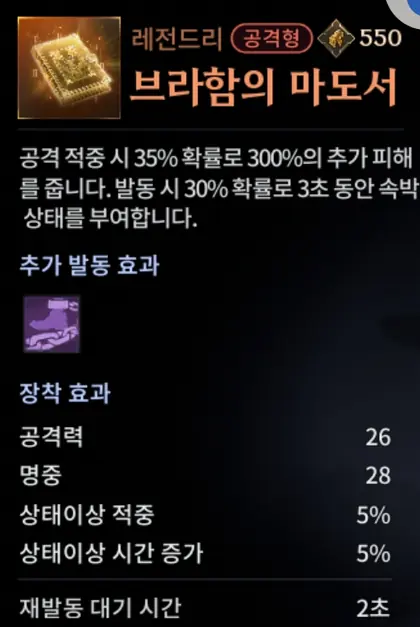 레전드리 공격형 550
브라함의 마도서
공격 적중 시 35% 확률로 300%의 추가 피해
를 줍니다. 발동 시 30% 확률로 3초 동안 속박
상태를 부여합니다.
추가 발동 효과
장착 효과
공격력 26
명중 28
상태이상 적중 5%
상태이상 시간 증가 5%
재발동 대기 시간 2초